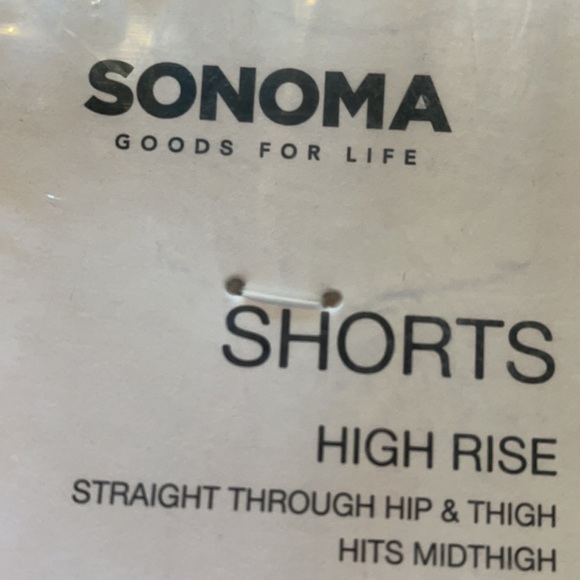 SONOMA
GOODS FOR LIFE
SHORTS
HIGH RISE
STRAIGHT THROUGH HIP & THIGH
HITS MIDTHIGH